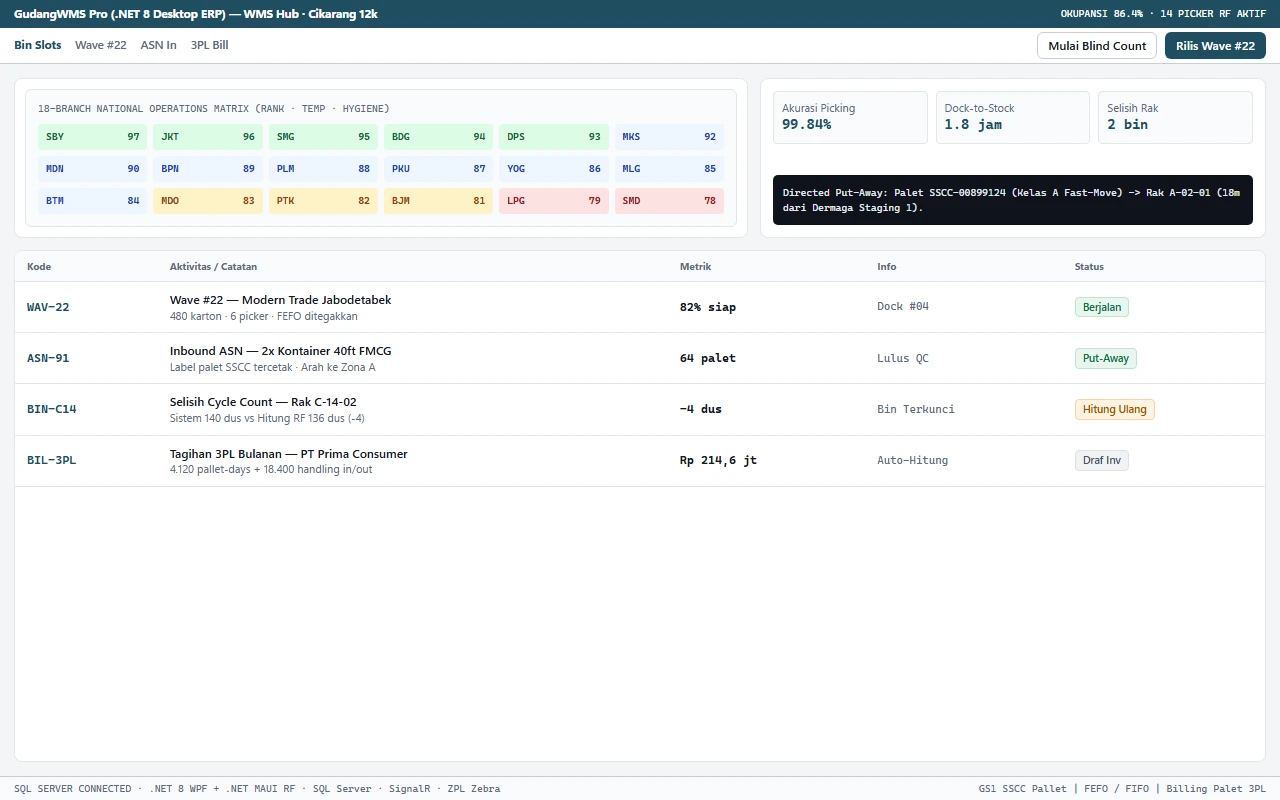 GudangWMS Pro (.NET 8 Desktop ERP) — WMS Hub · Cikarang 12k
OKUPANSI 86.4% · 14 PICKER RF AKTIF
Bin Slots Wave #22 ASN In 3PL Bill
Mulai Blind Count Rilis Wave #22
18-BRANCH NATIONAL OPERATIONS MATRIX (RANK · TEMP · HYGIENE)
SBY 97 JKT 96 SMG 95 BDG 94 DPS 93 MKS 92
MDN 90 BPN 89 PLM 88 PKU 87 YOG 86 MLG 85
BTM 84 MDO 83 PTK 82 BJM 81 LPG 79 SMD 78
Akurasi Picking Dock-to-Stock Selisih Rak
99.84% 1.8 jam 2 bin
Directed Put-Away: Palet SSCC-00899124 (Kelas A Fast-Move) -> Rak A-02-01 (18m
dari Dermaga Staging 1).
Kode Aktivitas / Catatan Metrik Info Status
WAV-22 Wave #22 — Modern Trade Jabodetabek 82% siap Dock #04 Berjalan
480 karton · 6 picker · FEFO ditegakkan
ASN-91 Inbound ASN — 2x Kontainer 40ft FMCG 64 palet Lulus QC Put-Away
Label palet SSCC tercetak · Arah ke Zona A
BIN-C14 Selisih Cycle Count — Rak C-14-02 -4 dus Bin Terkunci Hitung Ulang
Sistem 140 dus vs Hitung RF 136 dus (-4)
BIL-3PL Tagihan 3PL Bulanan — PT Prima Consumer Rp 214,6 jt Auto-Hitung Draf Inv
4.120 pallet-days + 18.400 handling in/out
SQL SERVER CONNECTED · .NET 8 WPF + .NET MAUI RF · SQL Server · SignalR · ZPL Zebra
GS1 SSCC Pallet | FEFO / FIFO | Billing Palet 3PL